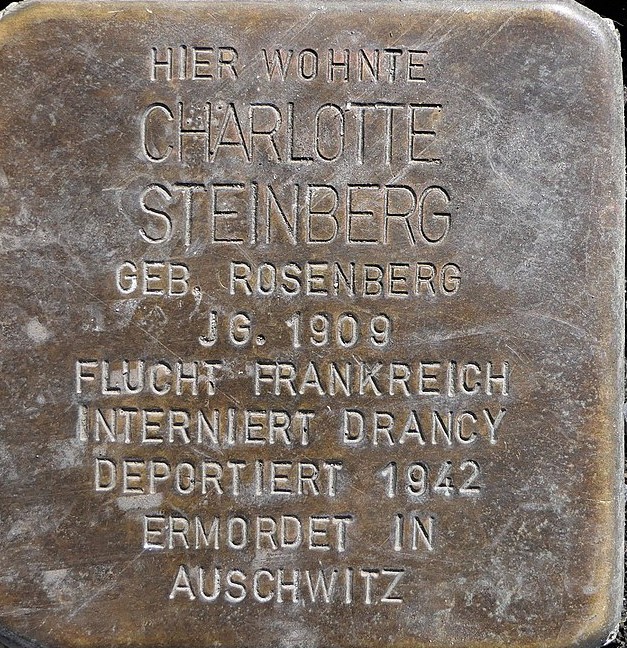 HIER WOHNTE
CHARLOTTE
STEINBERG
GEB. ROSENBERG
JG. 1909
FLUCHT FRANKREICH
INTERNIERT DRANCY
DEPORTIERT 1942
ERMORDET IN
AUSCHWITZ